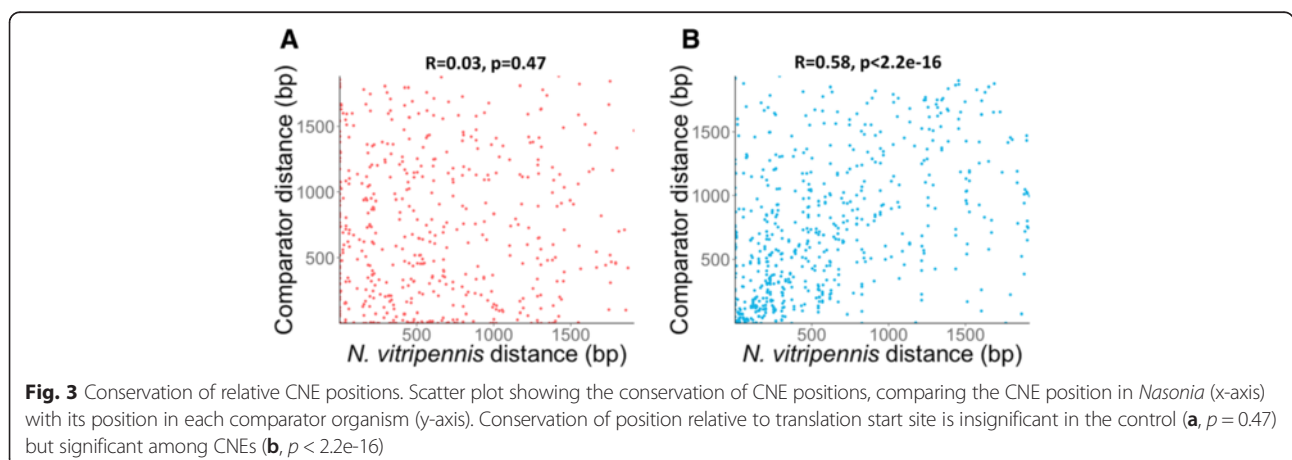 A
R=0.03, p=0.47
Comparator distance (bp)
1500
1000
500
500 1000 1500
N. vitripennis distance (bp)
B
R=0.58, p<2.2e-16
Comparator distance (bp)
1500
1000
500
500 1000 1500
N. vitripennis distance (bp)
Fig. 3 Conservation of relative CNE positions. Scatter plot showing the conservation of CNE positions, comparing the CNE position in Nasonia (x-axis)
with its position in each comparator organism (y-axis). Conservation of position relative to translation start site is insignificant in the control (a, p = 0.47)
but significant among CNEs (b, p < 2.2e-16)